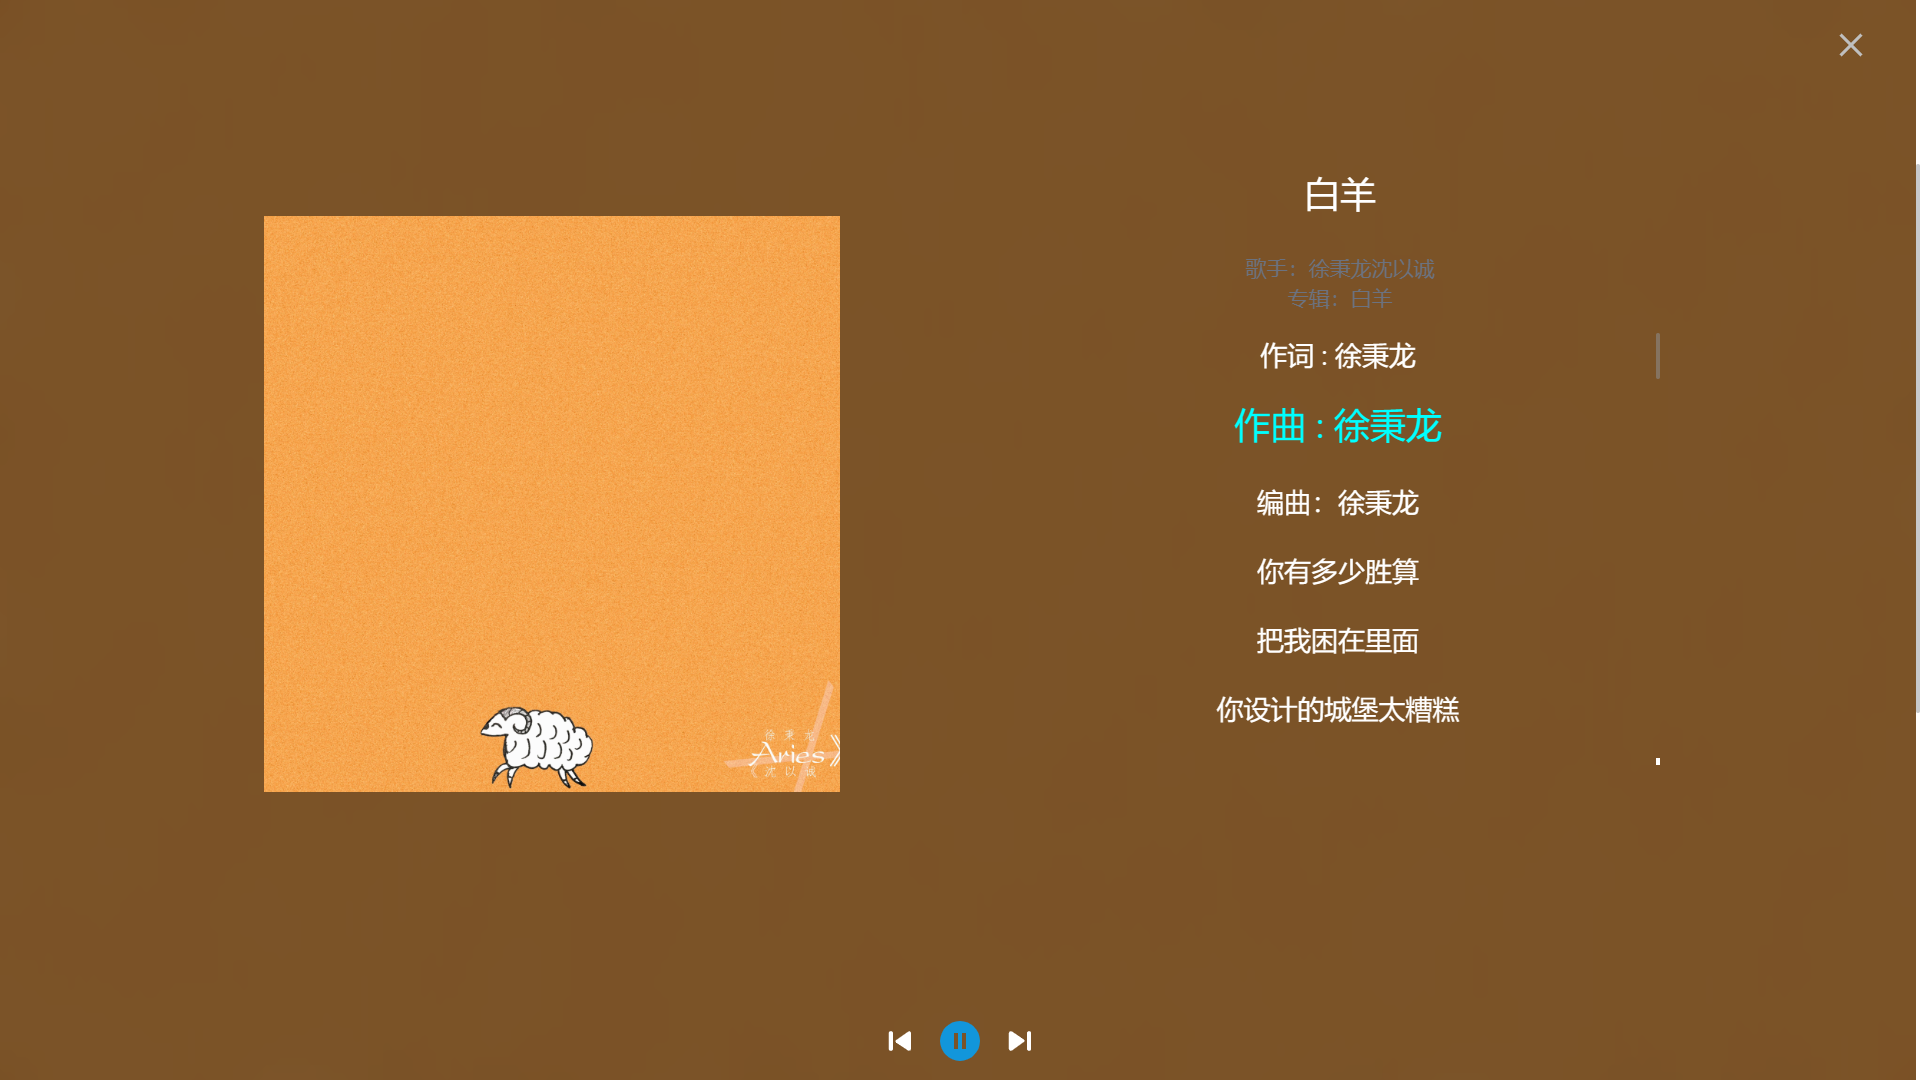 白羊
歌手：徐秉龙沈以诚
专辑：白羊
作词 : 徐秉龙
作曲 : 徐秉龙
编曲：徐秉龙
你有多少胜算
把我困在里面
你设计的城堡太糟糕
徐秉龙
Aries》
《沈以诚